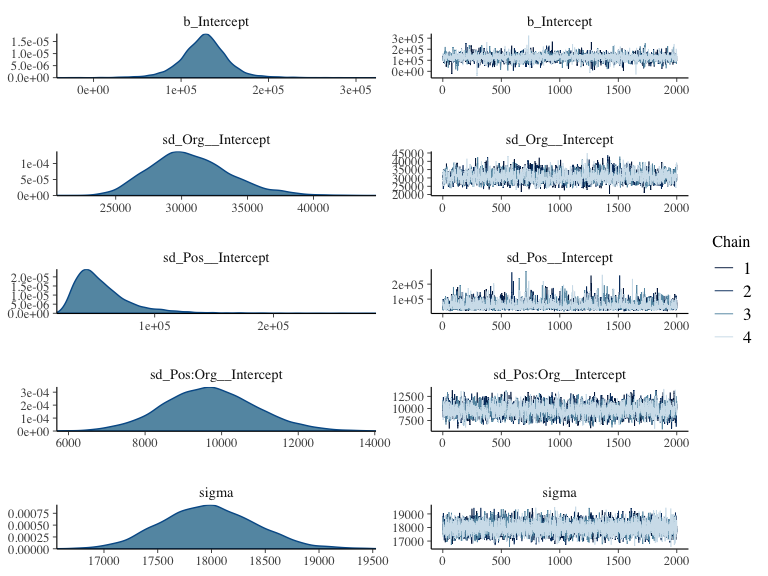 b_Intercept
1.5e-05
1.0e-05
5.0e-06
0.0e+00
0e+00 1e+05 2e+05 3e+05
b_Intercept
3e+05
2e+05
1e+05
0e+00
0 500 1000 1500 2000
sd_Org__Intercept
1e-04
5e-05
0e+00
25000 30000 35000 40000
sd_Org__Intercept
45000
40000
35000
30000
25000
20000
0 500 1000 1500 2000
sd_Pos__Intercept
2.0e-05
1.5e-05
1.0e-05
5.0e-06
0.0e+00
1e+05 2e+05
sd_Pos__Intercept
2e+05
1e+05
0 500 1000 1500 2000
sd_Pos:Org__Intercept
3e-04
2e-04
1e-04
0e+00
6000 8000 10000 12000 14000
sd_Pos:Org__Intercept
12500
10000
7500
0 500 1000 1500 2000
sigma
0.00075
0.00050
0.00025
0.00000
17000 17500 18000 18500 19000 19500
sigma
19000
18000
17000
0 500 1000 1500 2000
Chain
1
2
3
4